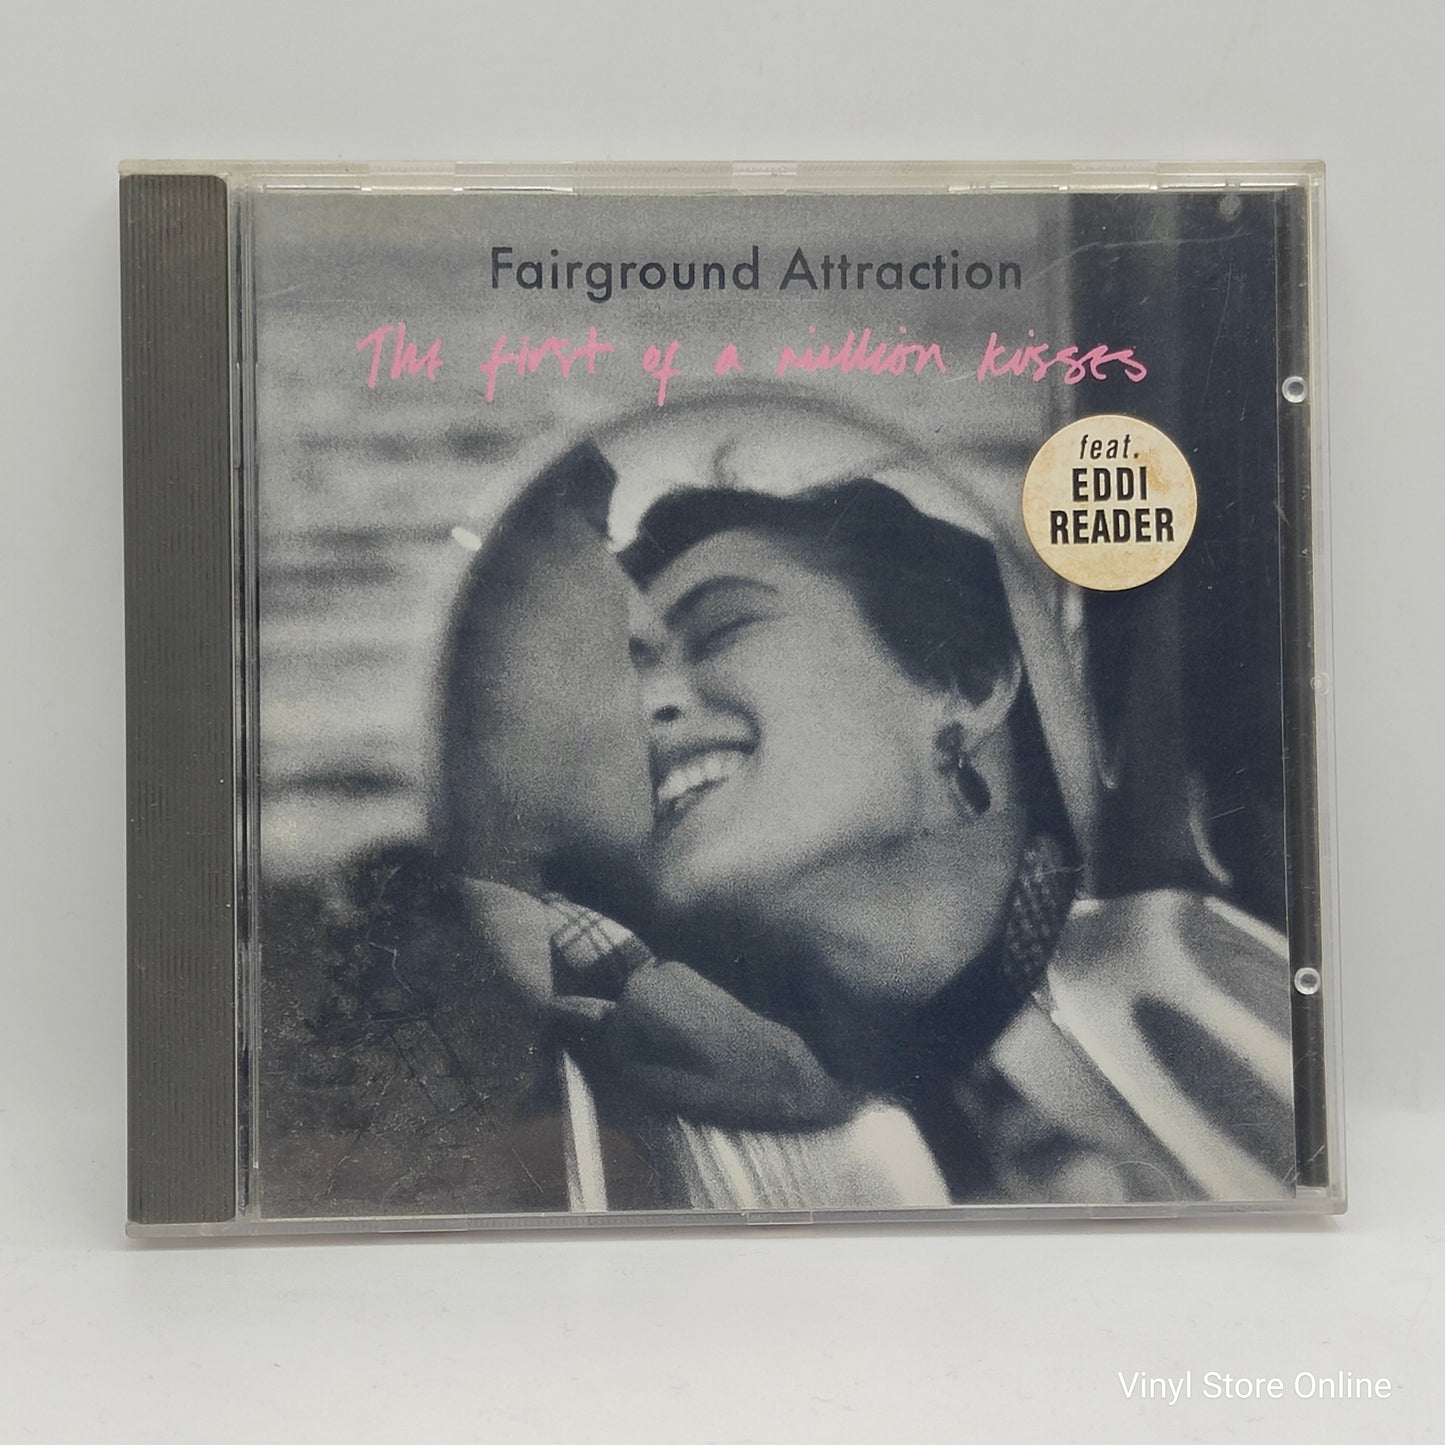 Fairground Attraction
The first of a million kisses
feat.
EDDI
READER
Vinyl Store Online